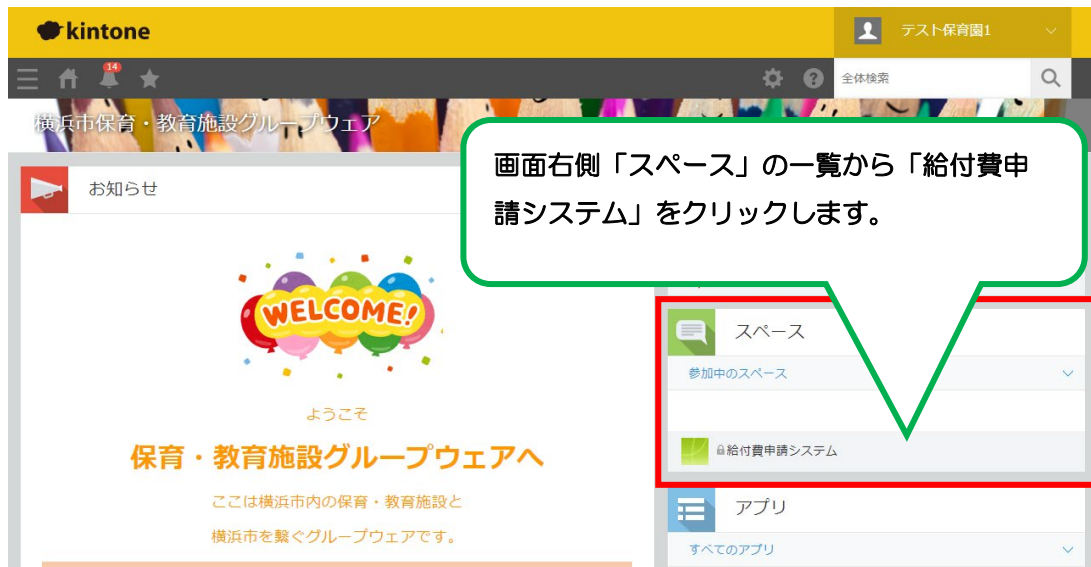 kintone
テスト保育園1
14
全体検索
横浜市保育・教育施設グループウェア
お知らせ
画面右側「スペース」の一覧から「給付費申
請システム」をクリックします。
WELCOME!
ようこそ
保育・教育施設グループウェアへ
ここは横浜市内の保育・教育施設と
横浜市を繋ぐグループウェアです。
スペース
参加中のスペース
給付費申請システム
アプリ
すべてのアプリ